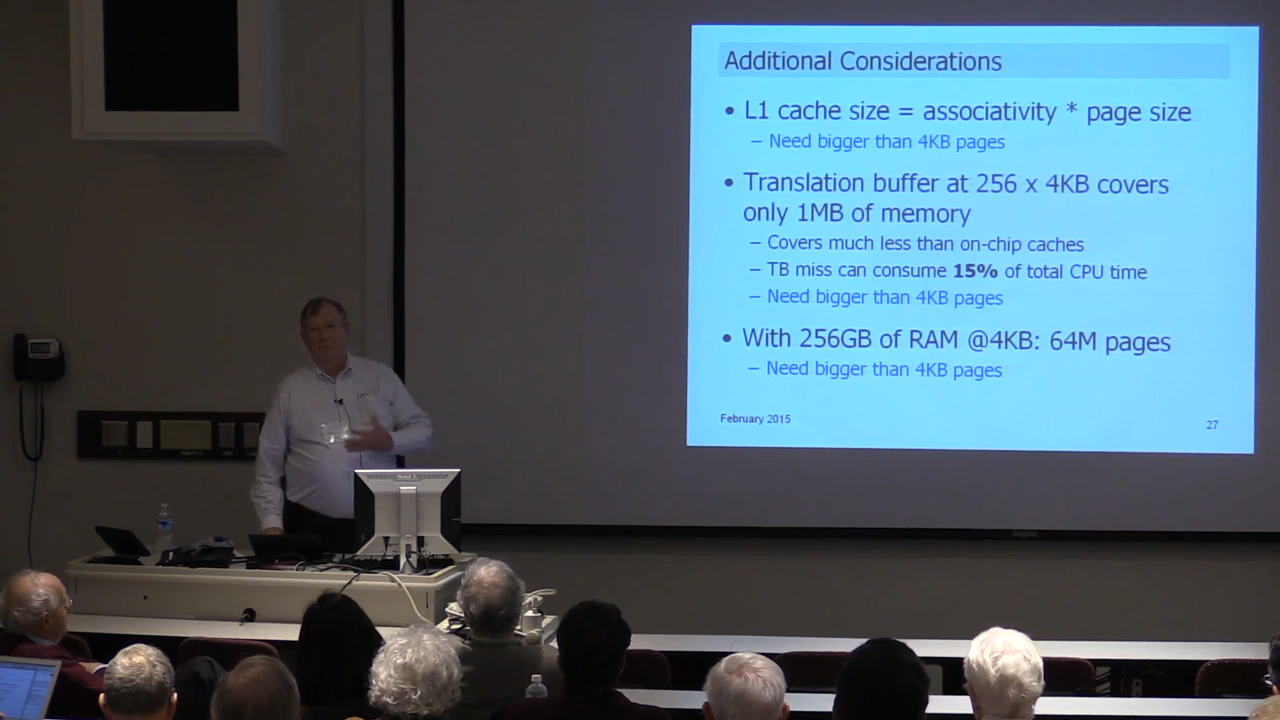 Additional Considerations
• L1 cache size = associativity * page size
– Need bigger than 4KB pages
• Translation buffer at 256 x 4KB covers
only 1MB of memory
– Covers much less than on-chip caches
– TB miss can consume 15% of total CPU time
– Need bigger than 4KB pages
• With 256GB of RAM @4KB: 64M pages
– Need bigger than 4KB pages
February 2015
27